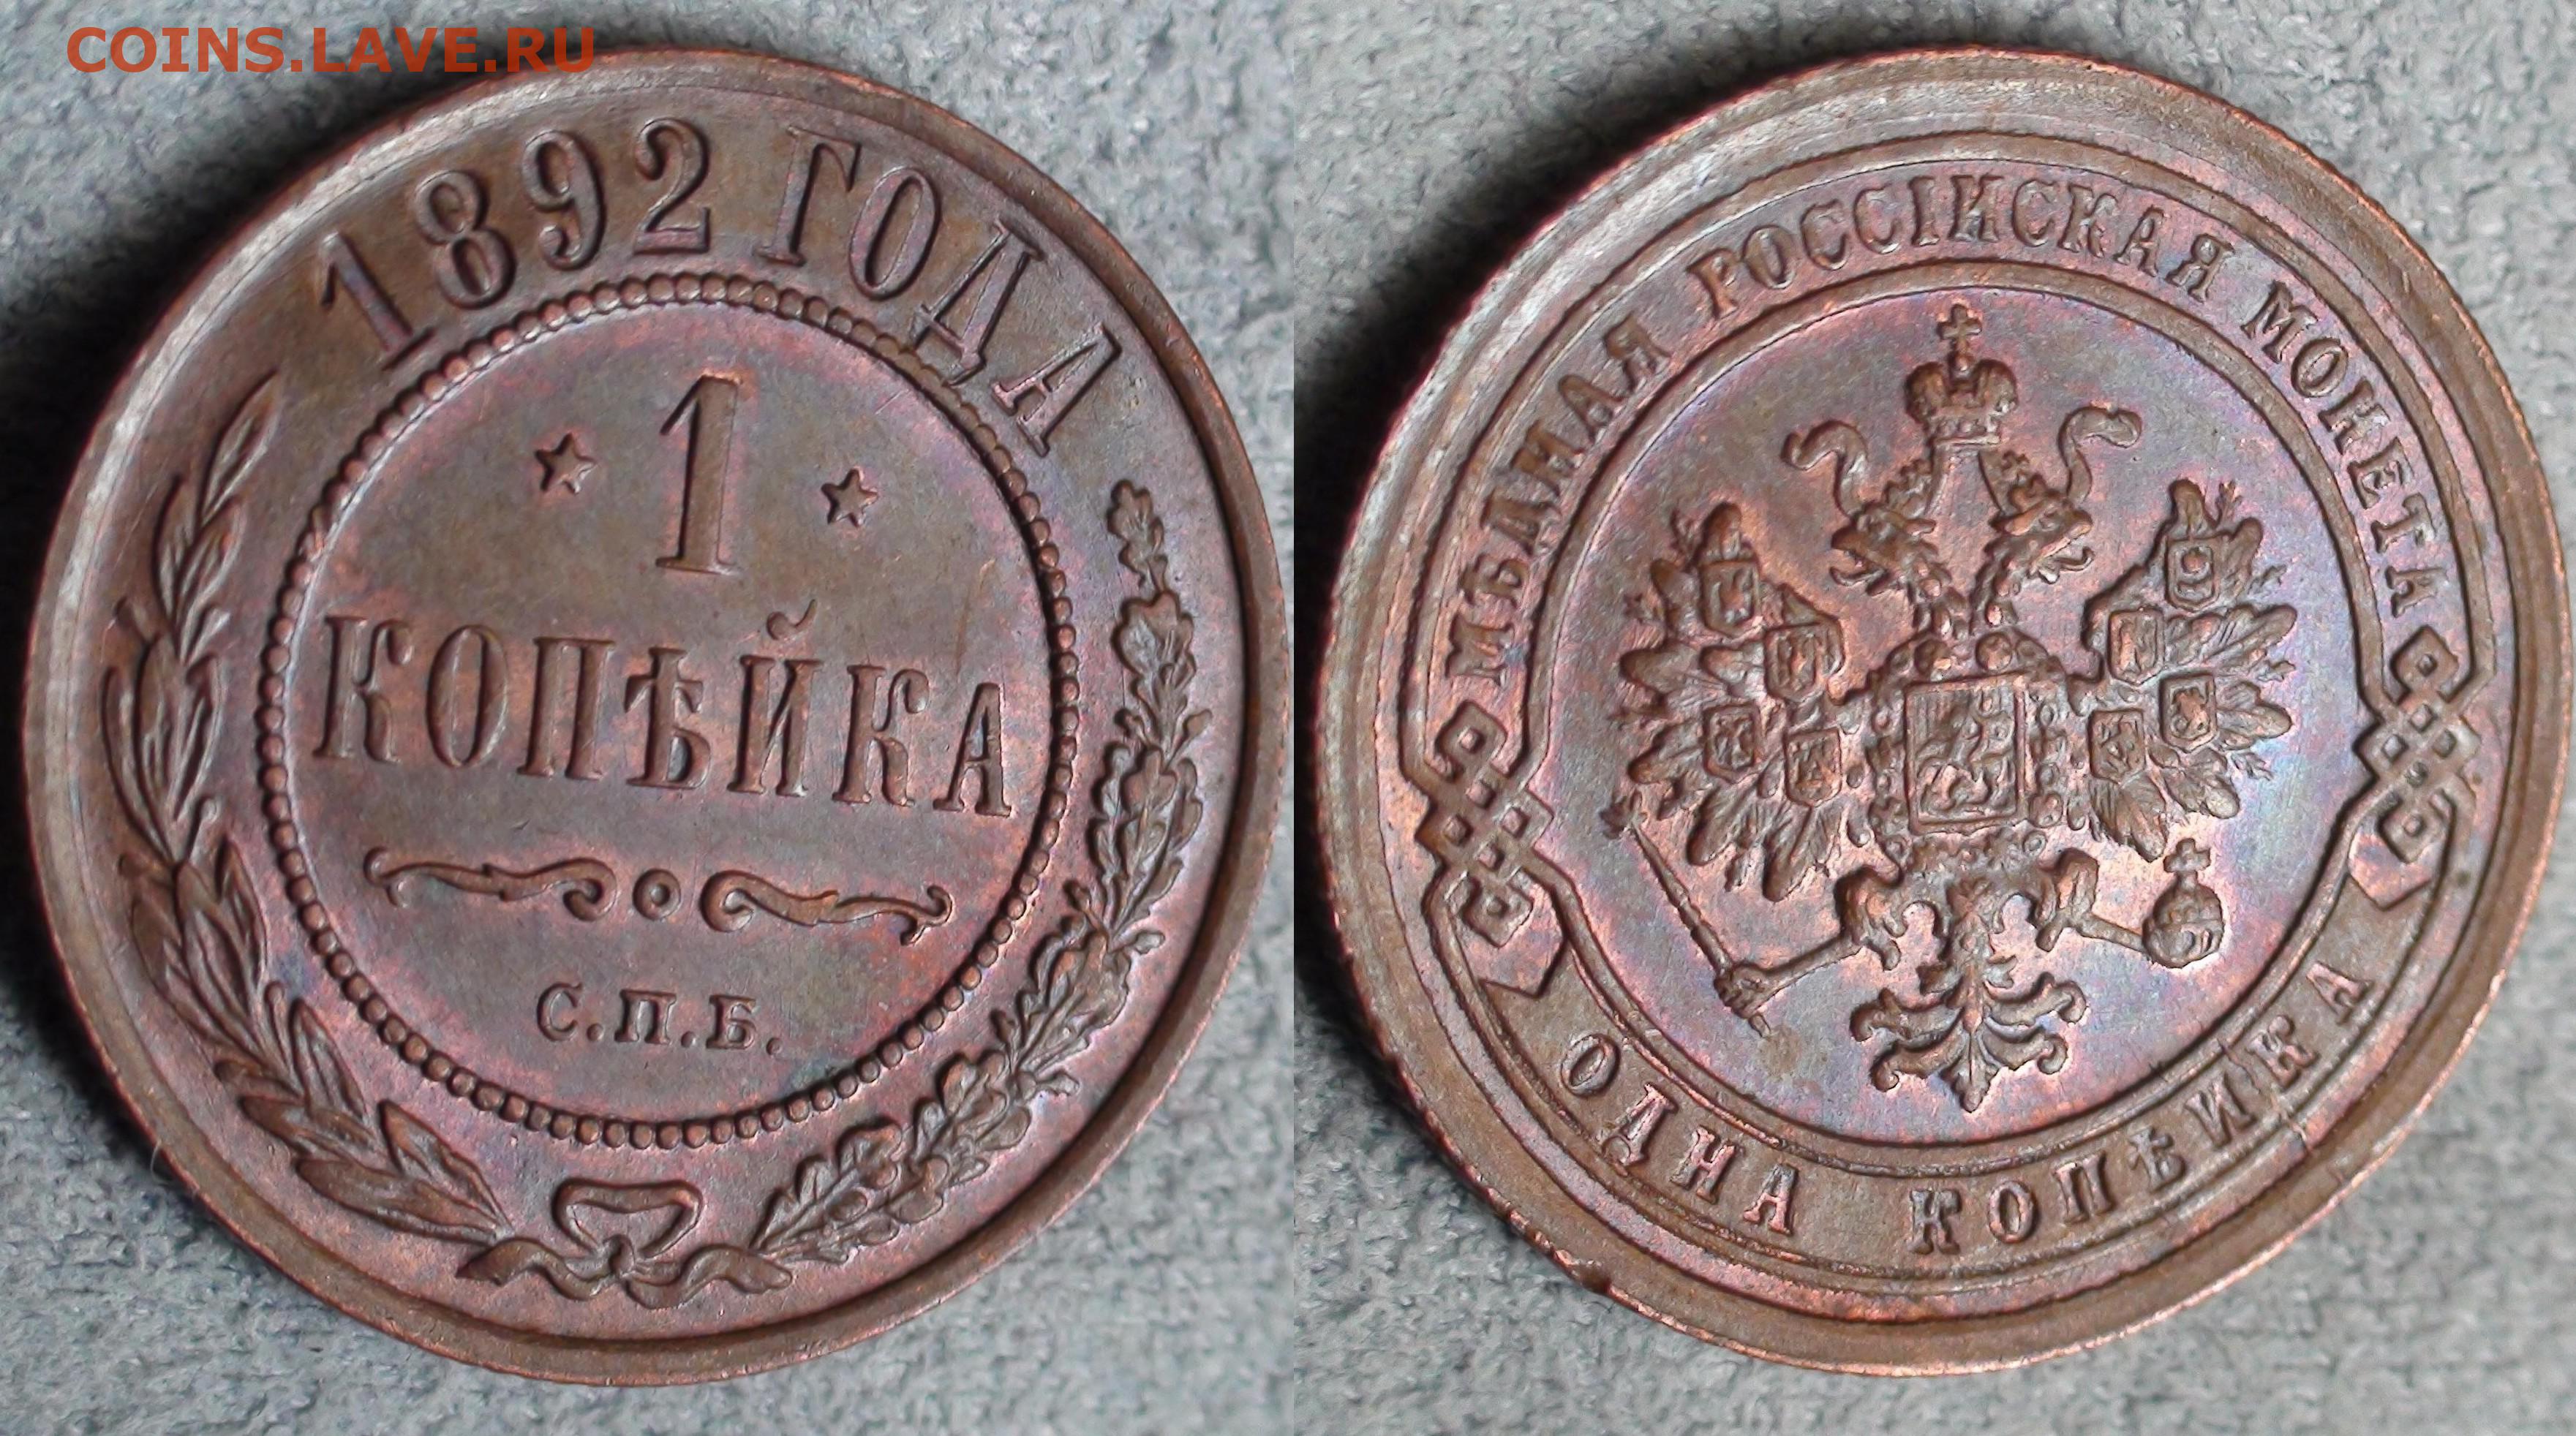 COINS.LAVE.RU
1892 ГОДА
1
КОПѢЙКА
С.П.Б.
МѢДНАЯ РОССIЙСКАЯ МОНЕТА
ОДНА КОПѢЙКА